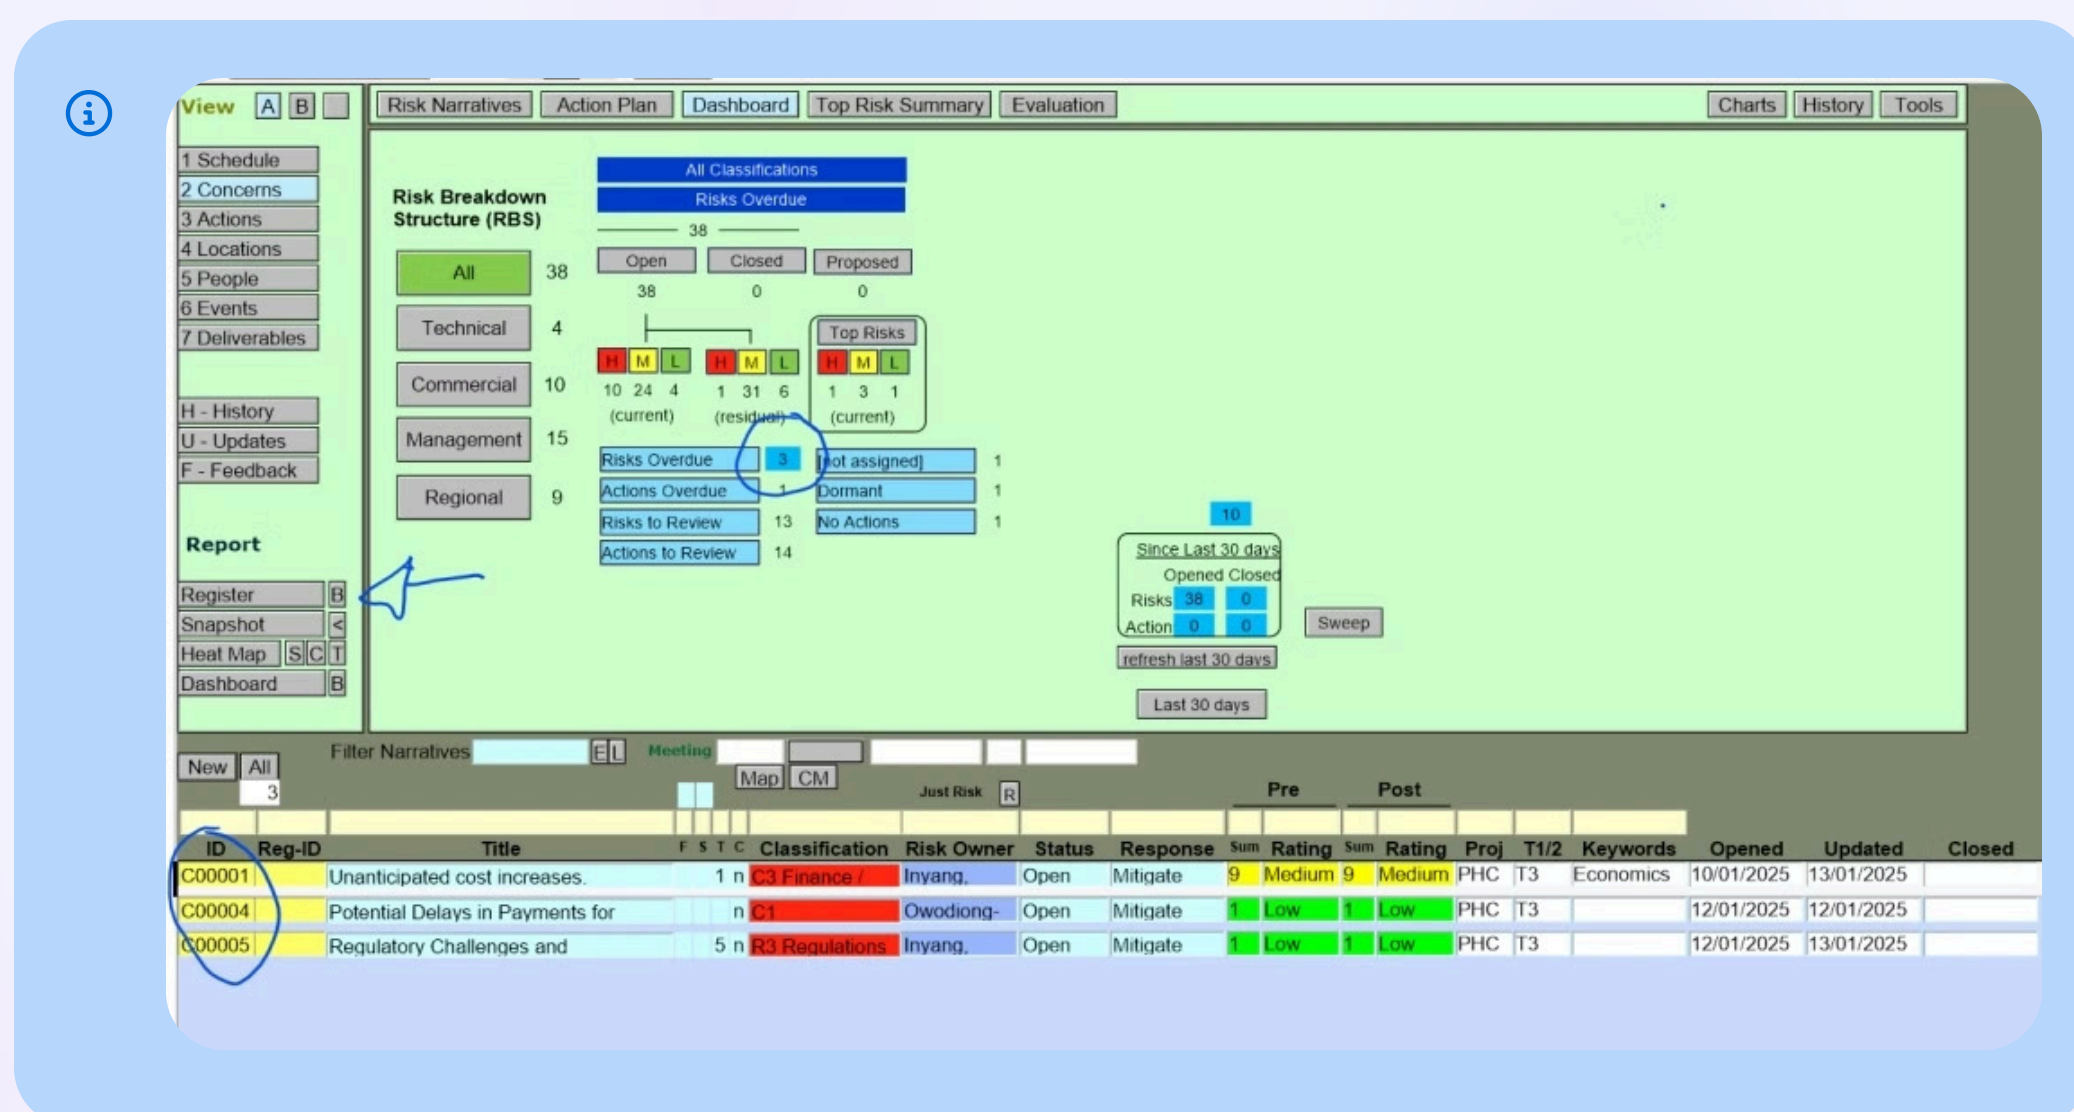 View A B
Risk Narratives Action Plan Dashboard Top Risk Summary Evaluation Charts History Tools
1 Schedule
2 Concerns
3 Actions
4 Locations
5 People
6 Events
7 Deliverables
H - History
U - Updates
F - Feedback
Report
Register B
Snapshot <
Heat Map S C T
Dashboard B
Risk Breakdown
Structure (RBS)
All 38
Technical 4
Commercial 10
Management 15
Regional 9
All Classifications
Risks Overdue
38
Open Closed Proposed
38 0 0
Top Risks
H M L H M L H M L
10 24 4 1 31 6 1 3 1
(current) (residual) (current)
Risks Overdue 3 [not assigned] 1
Actions Overdue 1 Dormant 1
Risks to Review 13 No Actions 1
Actions to Review 14
10
Since Last 30 days
Opened Closed
Risks 38 0
Action 0 0
Sweep
refresh last 30 days
Last 30 days
New All Filter Narratives E L Meeting
3 Map CM Just Risk R Pre Post
ID Reg-ID Title F S T C Classification Risk Owner Status Response Sum Rating Sum Rating Proj T1/2 Keywords Opened Updated Closed
C00001 Unanticipated cost increases. 1 n C3 Finance / Inyang, Open Mitigate 9 Medium 9 Medium PHC T3 Economics 10/01/2025 13/01/2025
C00004 Potential Delays in Payments for n C1 Owodiong- Open Mitigate 1 Low 1 Low PHC T3 12/01/2025 12/01/2025
C00005 Regulatory Challenges and 5 n R3 Regulations Inyang, Open Mitigate 1 Low 1 Low PHC T3 12/01/2025 13/01/2025